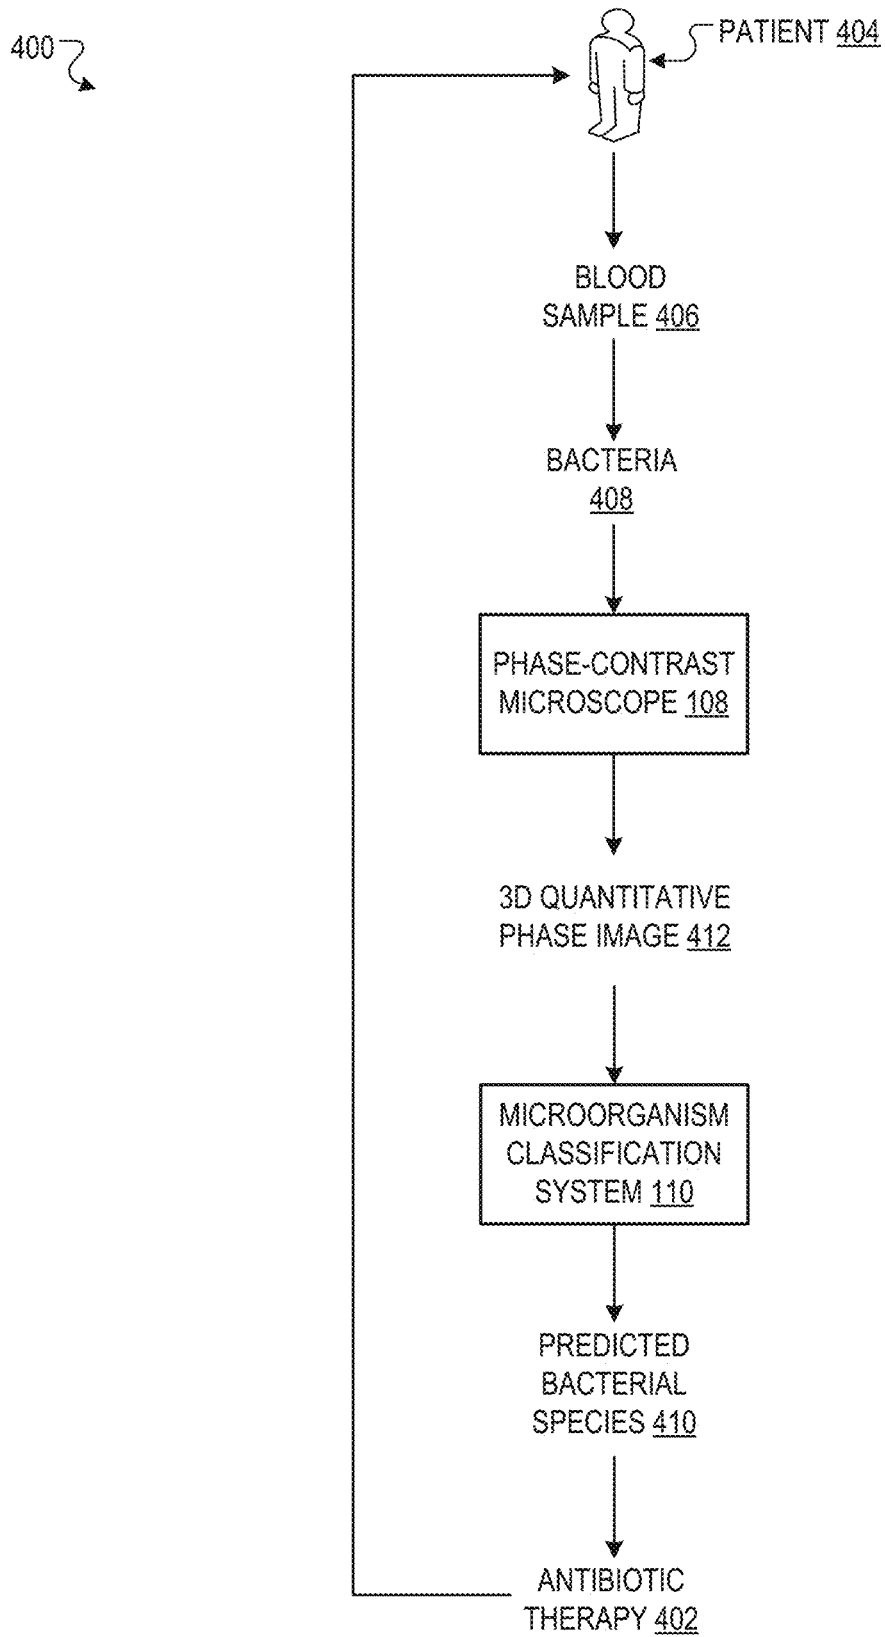 400
PATIENT 404
BLOOD
SAMPLE 406
BACTERIA
408
PHASE-CONTRAST
MICROSCOPE 108
3D QUANTITATIVE
PHASE IMAGE 412
MICROORGANISM
CLASSIFICATION
SYSTEM 110
PREDICTED
BACTERIAL
SPECIES 410
ANTIBIOTIC
THERAPY 402